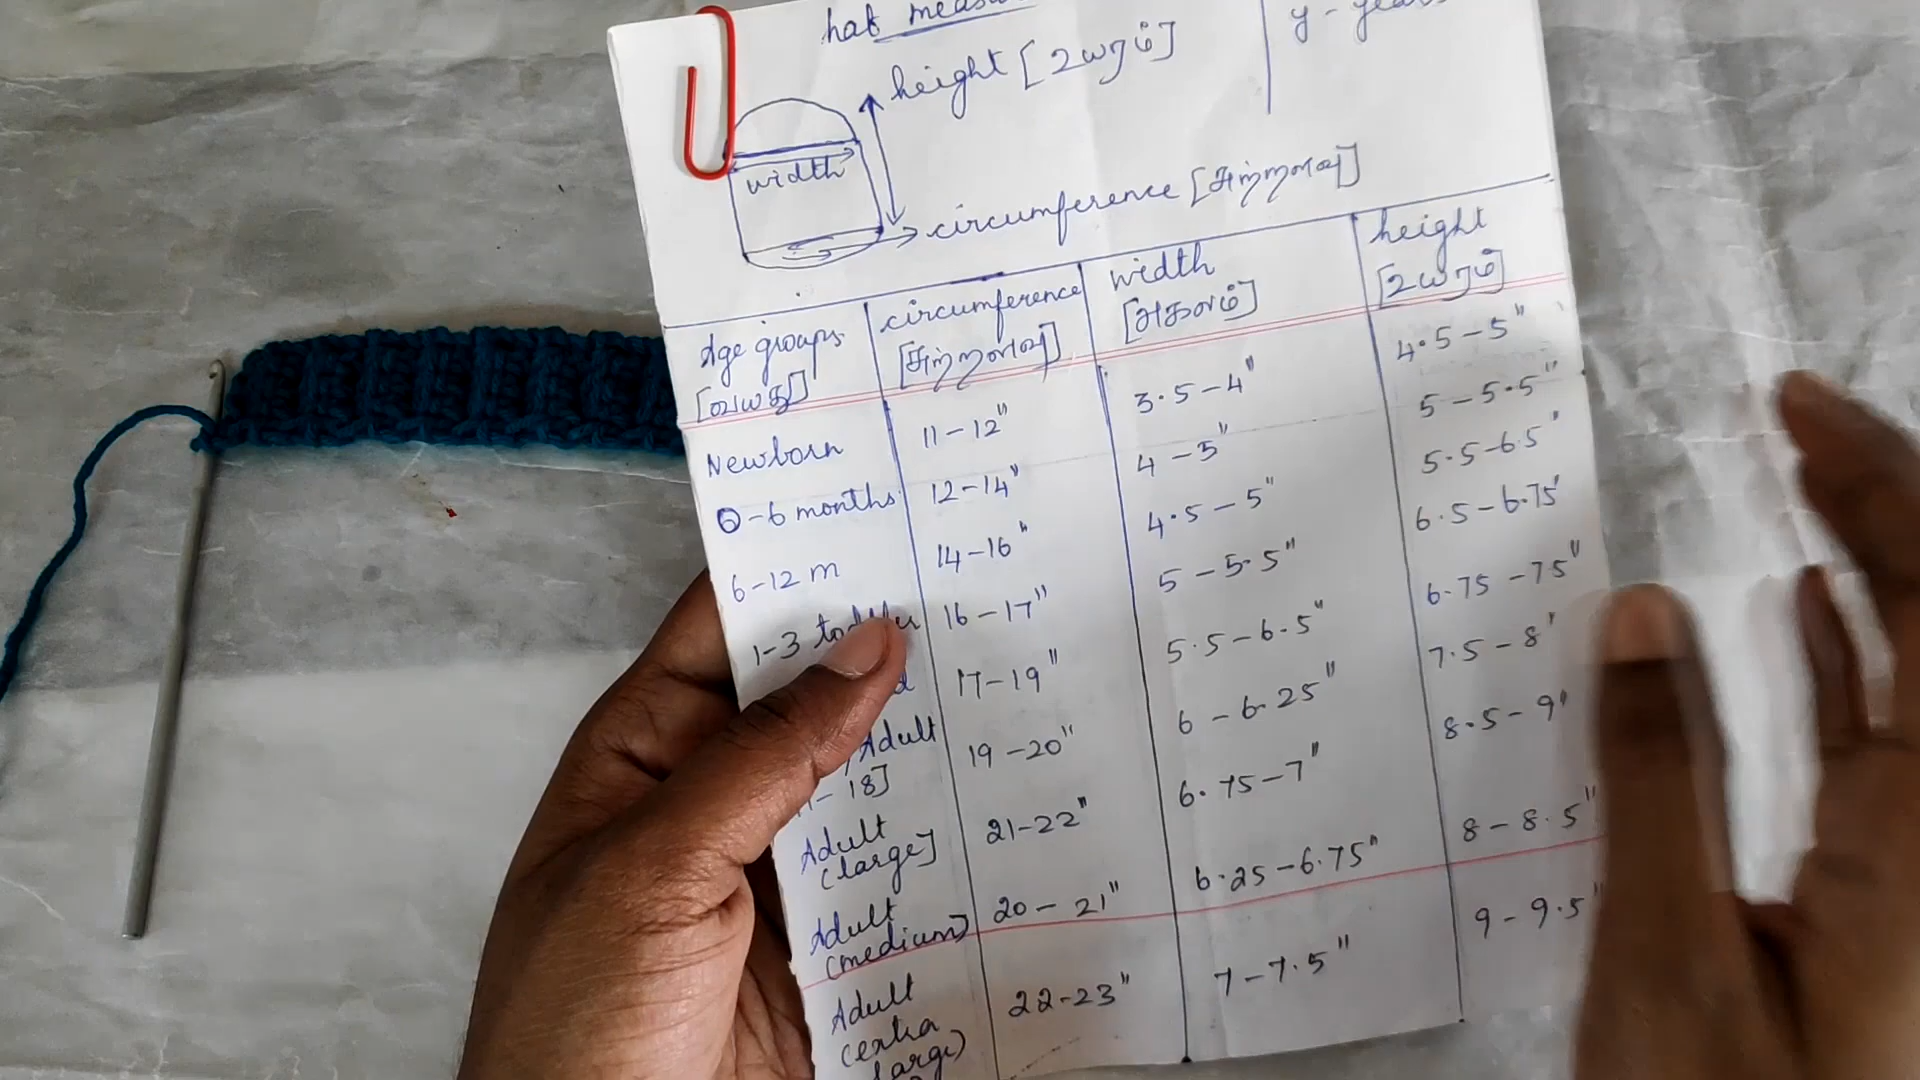 hat
y - years
height [உயரம்]
width
circumference [சுற்றளவு]
Age groups circumference width height
[வயது] [சுற்றளவு] [அகலம்] [உயரம்]
Newborn 11-12" 3.5-4" 4.5-5"
0-6 months 12-14" 4-5" 5-5.5"
6-12 m 14-16" 4.5-5" 5.5-6.5"
1-3 toddler 16-17" 5-5.5" 6.5-6.75"
17-19" 5.5-6.5" 6.75-75"
Adult 19-20" 6-6.25" 7.5-8"
- 18]
Adult 21-22" 6.75-7" 8.5-9"
(large]
Adult 20-21" 6.25-6.75" 8-8.5"
(medium)
Adult 22-23" 7-7.5" 9-9.5"
(extra
large)